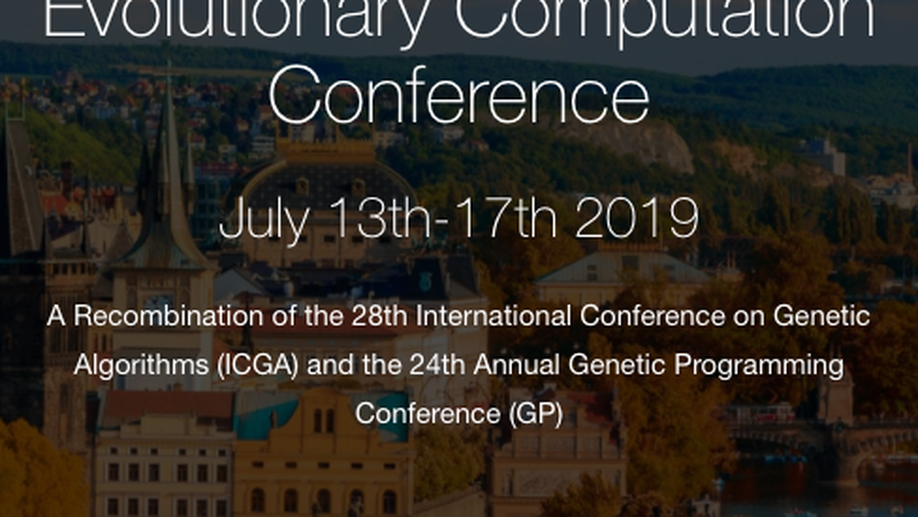 Evolutionary Computation
Conference
July 13th-17th 2019
A Recombination of the 28th International Conference on Genetic
Algorithms (ICGA) and the 24th Annual Genetic Programming
Conference (GP)